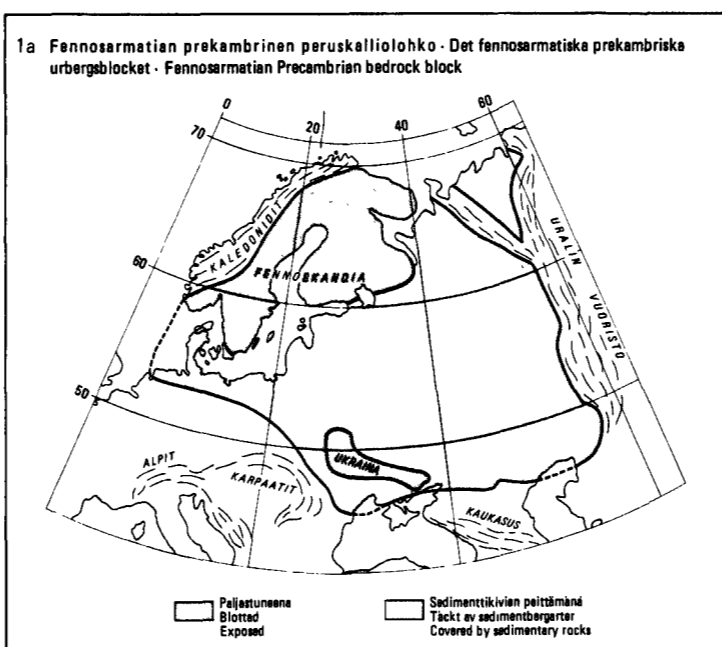 1a Fennosarmatian prekambrinen peruskalliolohko · Det fennosarmatiska prekambriska
urbergsblocket · Fennosarmatian Precambrian bedrock block
0
20
40
60
70
60
50
KALEDONIDIT
FENNOSKANDIA
URALIN
VUORISTO
UKRAINA
ALPIT
KARPAATIT
KAUKASUS
Paljastuneena
Blottad
Exposed
Sedimenttikivien peittämänä
Täckt av sedimentbergarter
Covered by sedimentary rocks